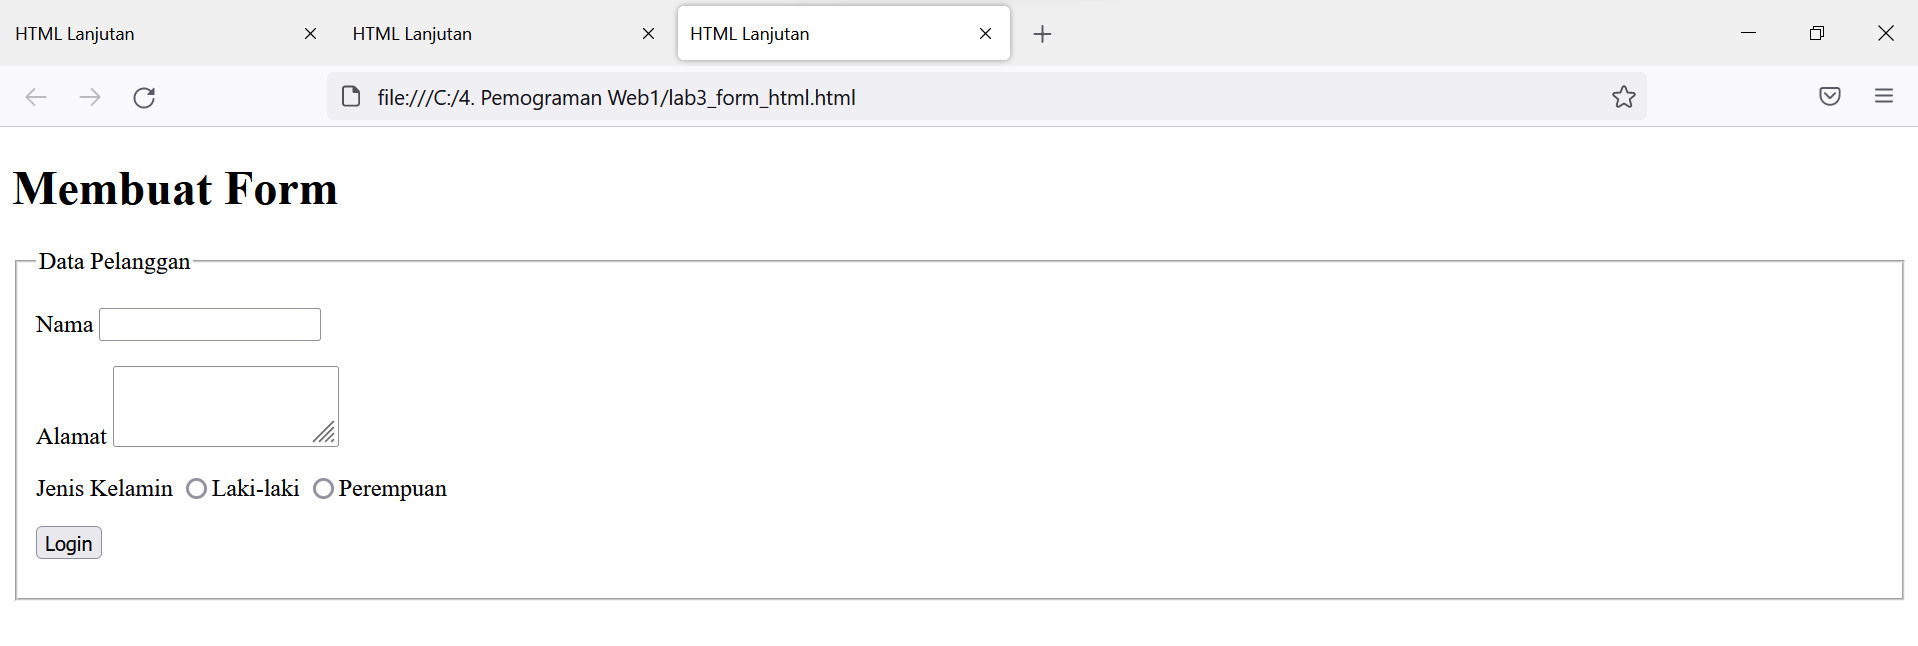 HTML Lanjutan HTML Lanjutan HTML Lanjutan
file:///C:/4. Pemograman Web1/lab3_form_html.html
Membuat Form
Data Pelanggan
Nama
Alamat
Jenis Kelamin Laki-laki Perempuan
Login